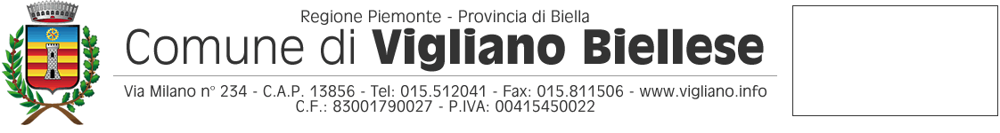 Regione Piemonte - Provincia di Biella
Comune di Vigliano Biellese
Via Milano n° 234 - C.A.P. 13856 - Tel: 015.512041 - Fax: 015.811506 - www.vigliano.info
C.F.: 83001790027 - P.IVA: 00415450022